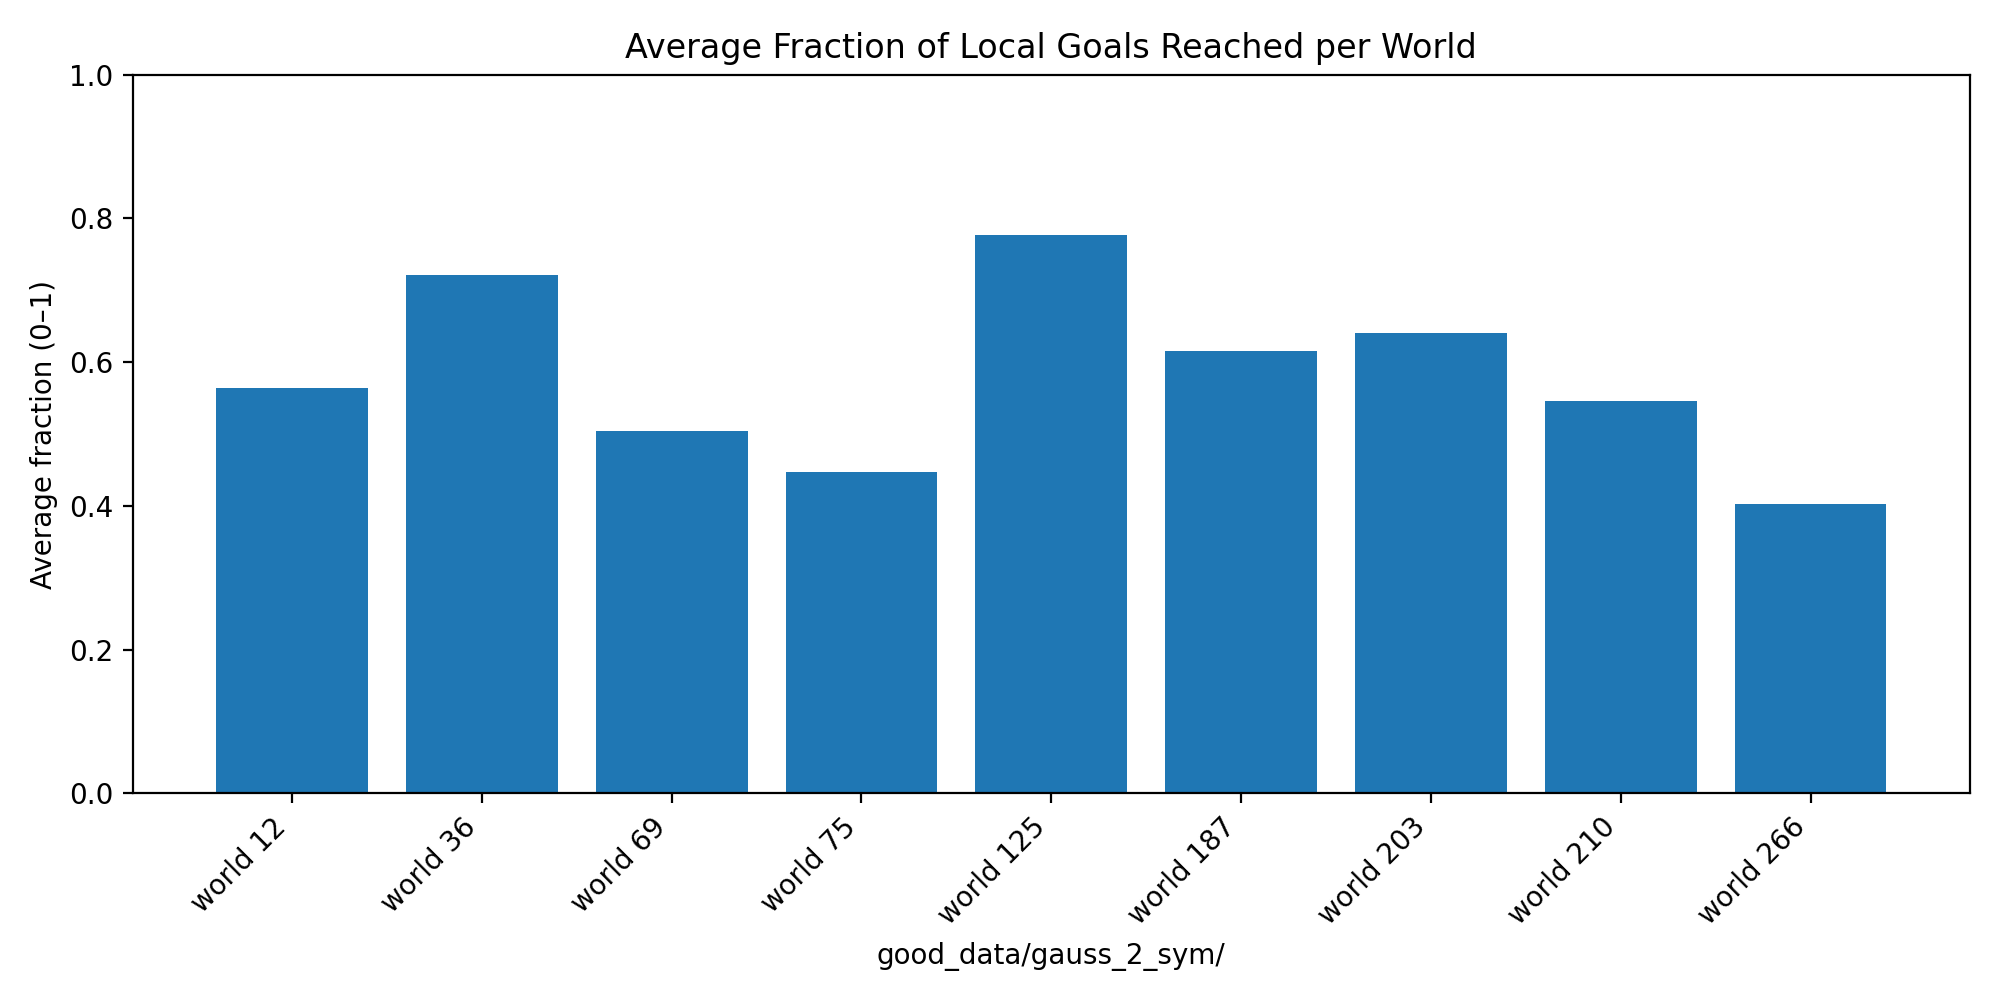 Average Fraction of Local Goals Reached per World
Average fraction (0–1)
1.0
0.8
0.6
0.4
0.2
0.0
world 12
world 36
world 69
world 75
world 125
world 187
world 203
world 210
world 266
good_data/gauss_2_sym/